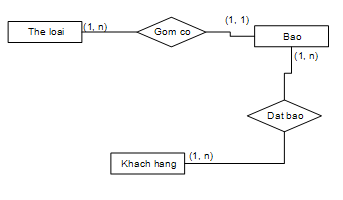 The loai
(1, n)
Gom co
(1, 1)
Bao
(1, n)
Dat bao
Khach hang
(1, n)